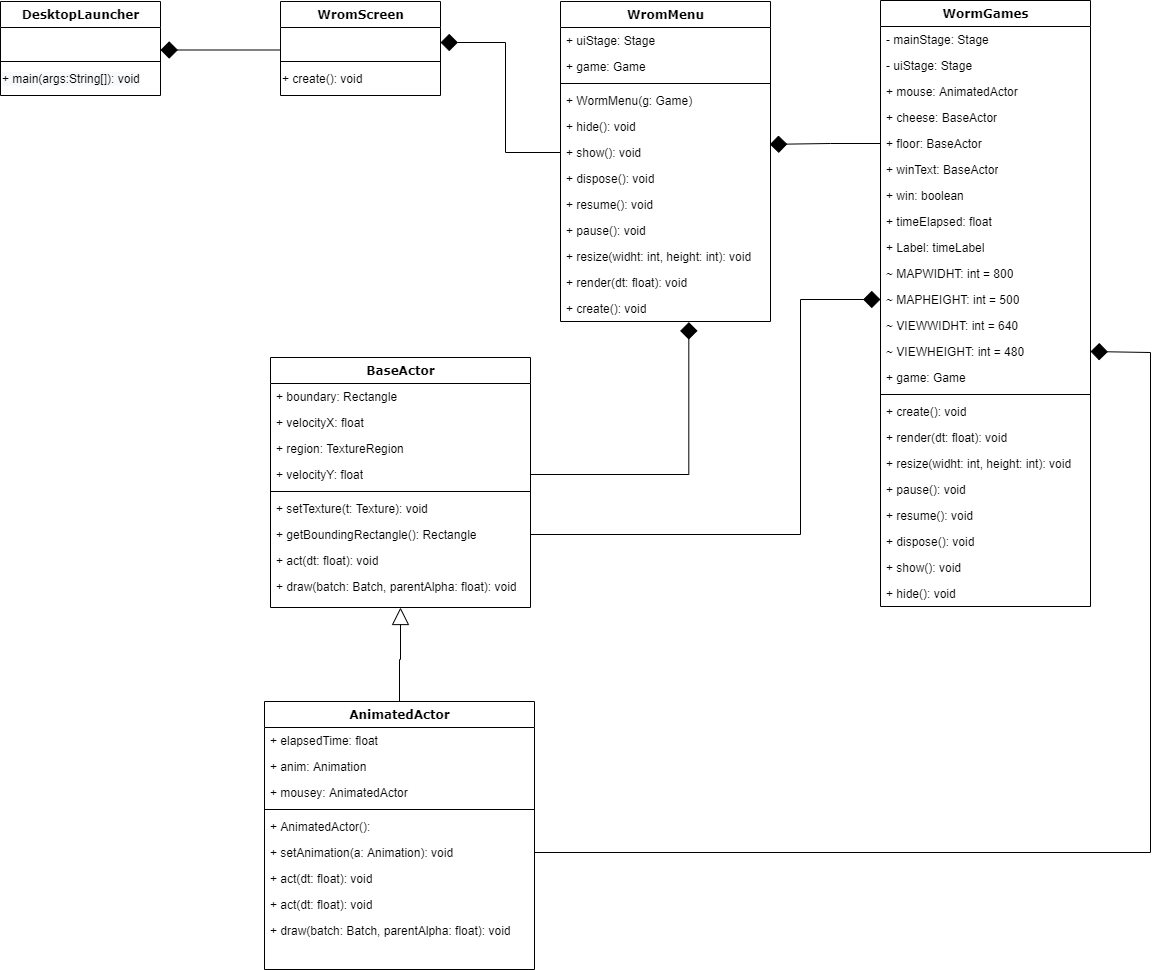 DesktopLauncher
+ main(args:String[]): void
WromScreen
+ create(): void
WromMenu
+ uiStage: Stage
+ game: Game
+ WormMenu(g: Game)
+ hide(): void
+ show(): void
+ dispose(): void
+ resume(): void
+ pause(): void
+ resize(widht: int, height: int): void
+ render(dt: float): void
+ create(): void
WormGames
- mainStage: Stage
- uiStage: Stage
+ mouse: AnimatedActor
+ cheese: BaseActor
+ floor: BaseActor
+ winText: BaseActor
+ win: boolean
+ timeElapsed: float
+ Label: timeLabel
~ MAPWIDHT: int = 800
~ MAPHEIGHT: int = 500
~ VIEWWIDHT: int = 640
~ VIEWHEIGHT: int = 480
+ game: Game
+ create(): void
+ render(dt: float): void
+ resize(widht: int, height: int): void
+ pause(): void
+ resume(): void
+ dispose(): void
+ show(): void
+ hide(): void
BaseActor
+ boundary: Rectangle
+ velocityX: float
+ region: TextureRegion
+ velocityY: float
+ setTexture(t: Texture): void
+ getBoundingRectangle(): Rectangle
+ act(dt: float): void
+ draw(batch: Batch, parentAlpha: float): void
AnimatedActor
+ elapsedTime: float
+ anim: Animation
+ mousey: AnimatedActor
+ AnimatedActor():
+ setAnimation(a: Animation): void
+ act(dt: float): void
+ act(dt: float): void
+ draw(batch: Batch, parentAlpha: float): void